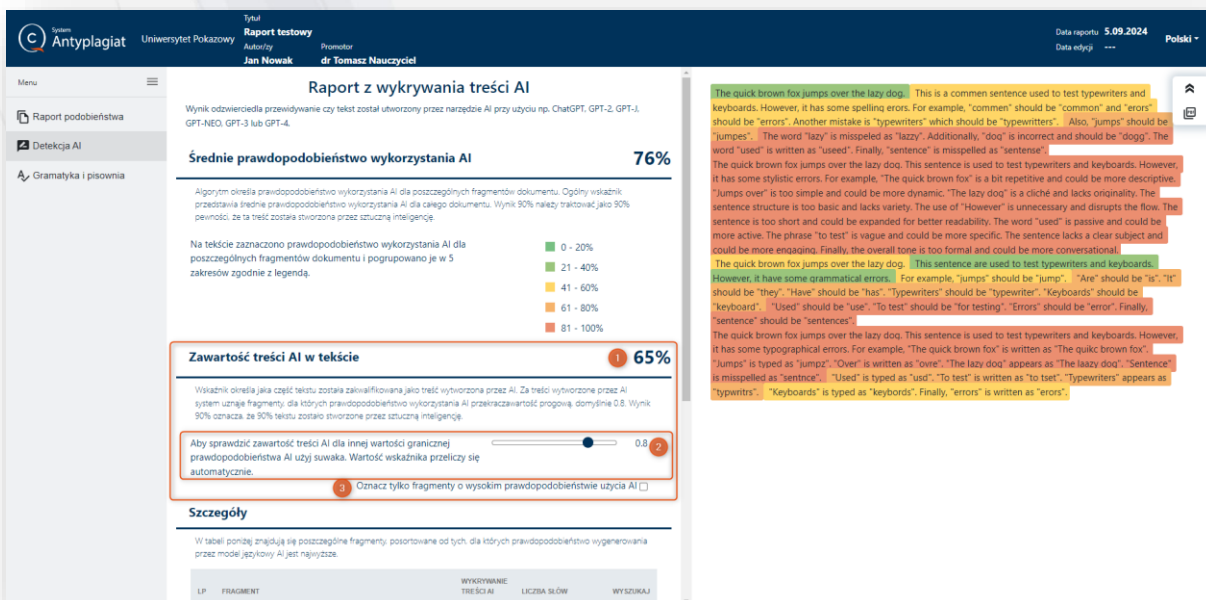 System
Antyplagiat
Uniwersytet Pokazowy
Tytuł
Raport testowy
Autor/zy
Promotor
Jan Nowak
dr Tomasz Nauczyciel
Data raportu 5.09.2024
Data edycji ---
Polski
Menu
Raport podobieństwa
Detekcja AI
Gramatyka i pisownia
Raport z wykrywania treści AI
Wynik odzwierciedla przewidywanie czy tekst został utworzony przez narzędzie AI przy użyciu np. ChatGPT, GPT-2, GPT-J,
GPT-NEO, GPT-3 lub GPT-4.
Średnie prawdopodobieństwo wykorzystania AI
76%
Algorytm określa prawdopodobieństwo wykorzystania AI dla poszczególnych fragmentów dokumentu. Ogólny wskaźnik
przedstawia średnie prawdopodobieństwo wykorzystania AI dla całego dokumentu. Wynik 90% należy traktować jako 90%
pewności, że ta treść została stworzona przez sztuczną inteligencję.
Na tekście zaznaczono prawdopodobieństwo wykorzystania AI dla
poszczególnych fragmentów dokumentu i pogrupowano je w 5
zakresów zgodnie z legendą.
0 - 20%
21 - 40%
41 - 60%
61 - 80%
81 - 100%
Zawartość treści AI w tekście
1
65%
Wskaźnik określa jaka część tekstu została zakwalifikowana jako treść wytworzona przez AI. Za treści wytworzone przez AI
system uznaje fragmenty, dla których prawdopodobieństwo wykorzystania AI przekraczawartość progową, domyślnie 0.8. Wynik
90% oznacza, że 90% tekstu zostało stworzone przez sztuczną inteligencję.
Aby sprawdzić zawartość treści AI dla innej wartości granicznej
prawdopodobieństwa AI użyj suwaka. Wartość wskaźnika przeliczy się
automatycznie.
0.8
2
3
Oznacz tylko fragmenty o wysokim prawdopodobieństwie użycia AI
Szczegóły
W tabeli poniżej znajdują się poszczególne fragmenty, posortowane od tych, dla których prawdopodobieństwo wygenerowania
przez model językowy AI jest najwyższe.
LP
FRAGMENT
WYKRYWANIE
TREŚCI AI
LICZBA SŁÓW
WYSZUKAJ
The quick brown fox jumps over the lazy dog. This is a commen sentence used to test typewriters and
keyboards. However, it has some spelling erors. For example, "commen" should be "common" and "erors"
should be "errors". Another mistake is "typewriters" which should be "typewritters". Also, "jumps" should be
"jumpes". The word "lazy" is misspeled as "lazzy". Additionally, "dog" is incorrect and should be "dogg". The
word "used" is written as "useed". Finally, "sentence" is misspelled as "sentense".
The quick brown fox jumps over the lazy dog. This sentence is used to test typewriters and keyboards. However,
it has some stylistic errors. For example, "The quick brown fox" is a bit repetitive and could be more descriptive.
"Jumps over" is too simple and could be more dynamic. "The lazy dog" is a cliché and lacks originality. The
sentence structure is too basic and lacks variety. The use of "However" is unnecessary and disrupts the flow. The
sentence is too short and could be expanded for better readability. The word "used" is passive and could be
more active. The phrase "to test" is vague and could be more specific. The sentence lacks a clear subject and
could be more engaging. Finally, the overall tone is too formal and could be more conversational.
The quick brown fox jumps over the lazy dog. This sentence are used to test typewriters and keyboards.
However, it have some grammatical errors. For example, "jumps" should be "jump". "Are" should be "is". "It"
should be "they". "Have" should be "has". "Typewriters" should be "typewriter". "Keyboards" should be
"keyboard". "Used" should be "use". "To test" should be "for testing". "Errors" should be "error". Finally,
"sentence" should be "sentences".
The quick brown fox jumps over the lazy dog. This sentence is used to test typewriters and keyboards. However,
it has some typographical errors. For example, "The quick brown fox" is written as "The quikc brown fox".
"Jumps" is typed as "jumpz". "Over" is written as "ovre". "The lazy dog" appears as "The laazy dog". "Sentence"
is misspelled as "sentnce". "Used" is typed as "usd". "To test" is written as "to tset". "Typewriters" appears as
"typwritrs". "Keyboards" is typed as "keybords". Finally, "errors" is written as "erors".